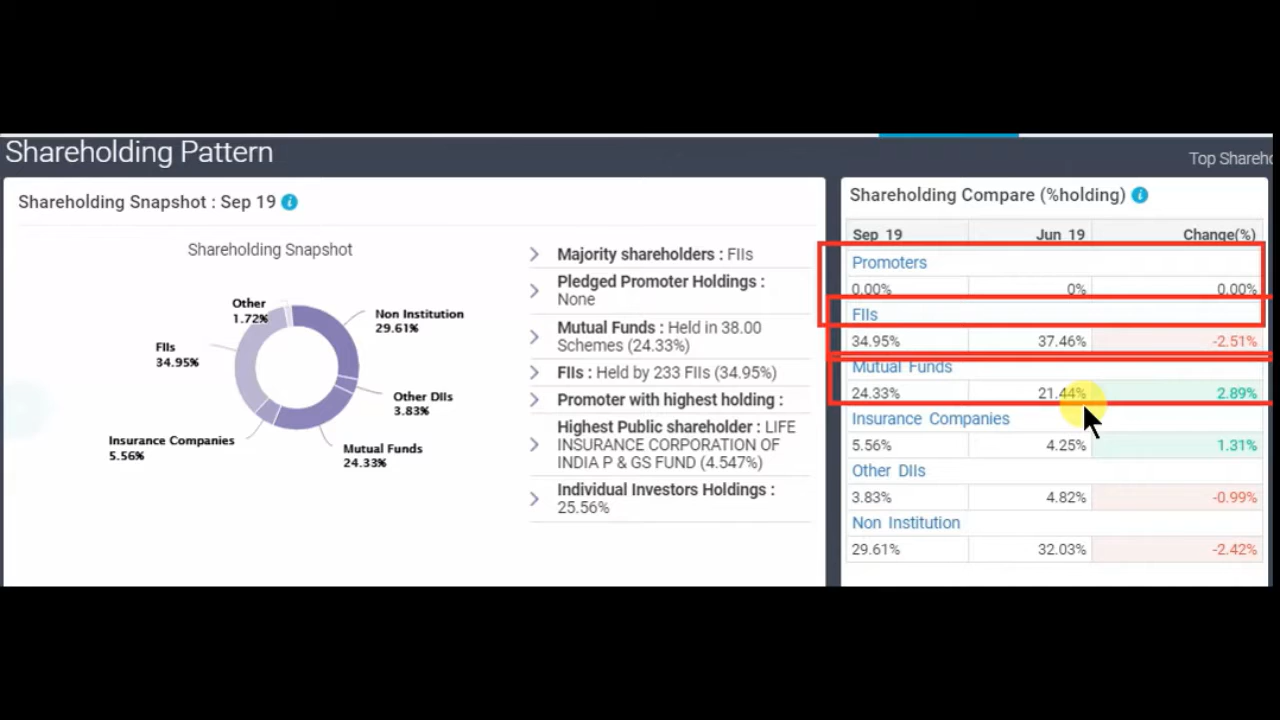 Shareholding Pattern
Shareholding Snapshot : Sep 19
Shareholding Snapshot
Other
1.72%
Non Institution
29.61%
FIIs
34.95%
Other DIIs
3.83%
Insurance Companies
5.56%
Mutual Funds
24.33%
Majority shareholders : FIIs
Pledged Promoter Holdings :
None
Mutual Funds : Held in 38.00
Schemes (24.33%)
FIIs : Held by 233 FIIs (34.95%)
Promoter with highest holding :
Highest Public shareholder : LIFE
INSURANCE CORPORATION OF
INDIA P & GS FUND (4.547%)
Individual Investors Holdings :
25.56%
Top Shareho
Shareholding Compare (%holding)
Sep 19 Jun 19 Change(%)
Promoters
0.00% 0% 0.00%
FIIs
34.95% 37.46% -2.51%
Mutual Funds
24.33% 21.44% 2.89%
Insurance Companies
5.56% 4.25% 1.31%
Other DIIs
3.83% 4.82% -0.99%
Non Institution
29.61% 32.03% -2.42%